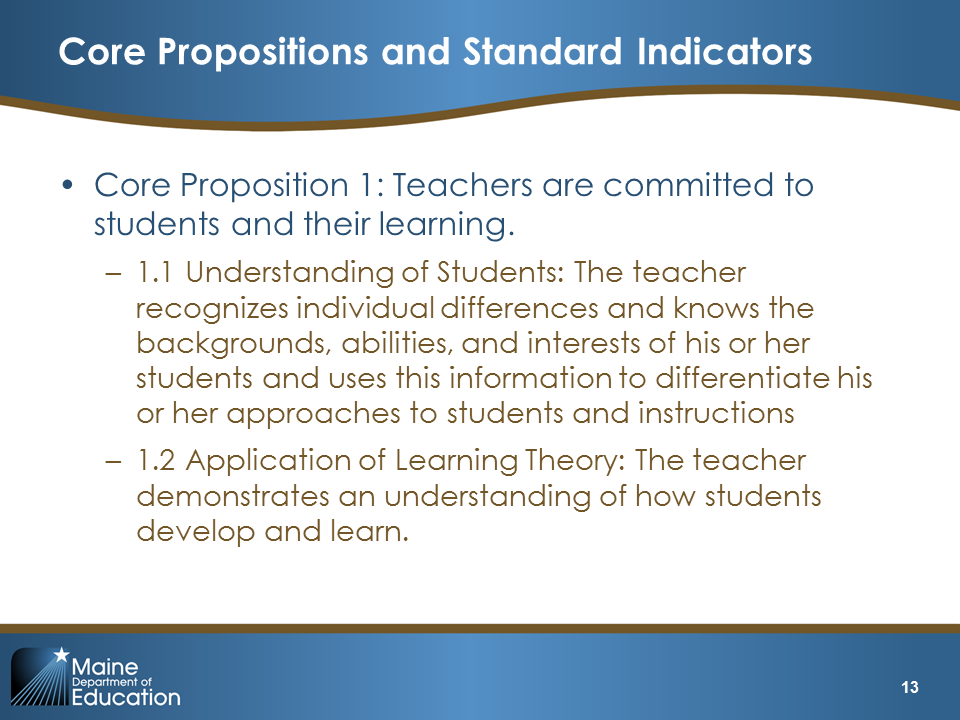 Core Propositions and Standard Indicators
• Core Proposition 1: Teachers are committed to
students and their learning.
– 1.1 Understanding of Students: The teacher
recognizes individual differences and knows the
backgrounds, abilities, and interests of his or her
students and uses this information to differentiate his
or her approaches to students and instructions
– 1.2 Application of Learning Theory: The teacher
demonstrates an understanding of how students
develop and learn.
Maine
Department of
Education
13